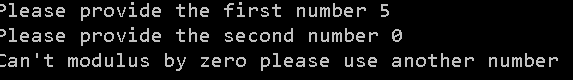 Please provide the first number 5
Please provide the second number 0
Can't modulus by zero please use another number